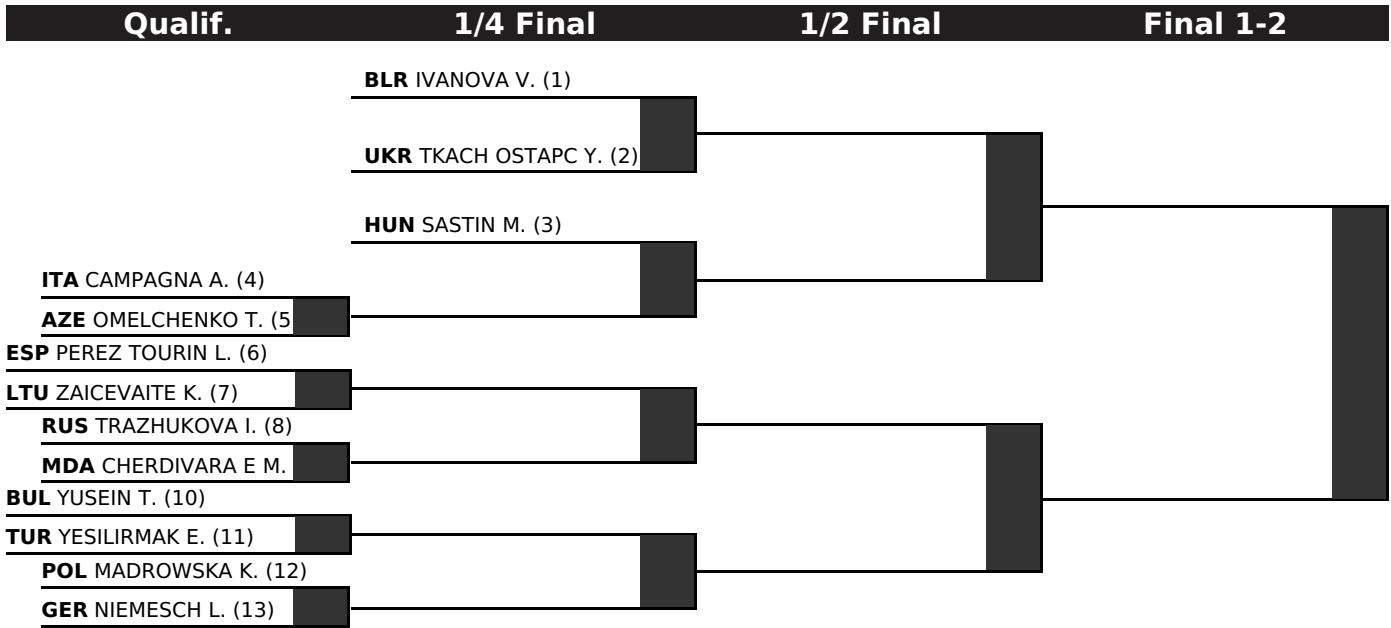 Qualif. 1/4 Final 1/2 Final Final 1-2
BLR IVANOVA V. (1)
UKR TKACH OSTAPC Y. (2)
HUN SASTIN M. (3)
ITA CAMPAGNA A. (4)
AZE OMELCHENKO T. (5
ESP PEREZ TOURIN L. (6)
LTU ZAICEVAITE K. (7)
RUS TRAZHUKOVA I. (8)
MDA CHERDIVARA E M.
BUL YUSEIN T. (10)
TUR YESILIRMAK E. (11)
POL MADROWSKA K. (12)
GER NIEMESCH L. (13)